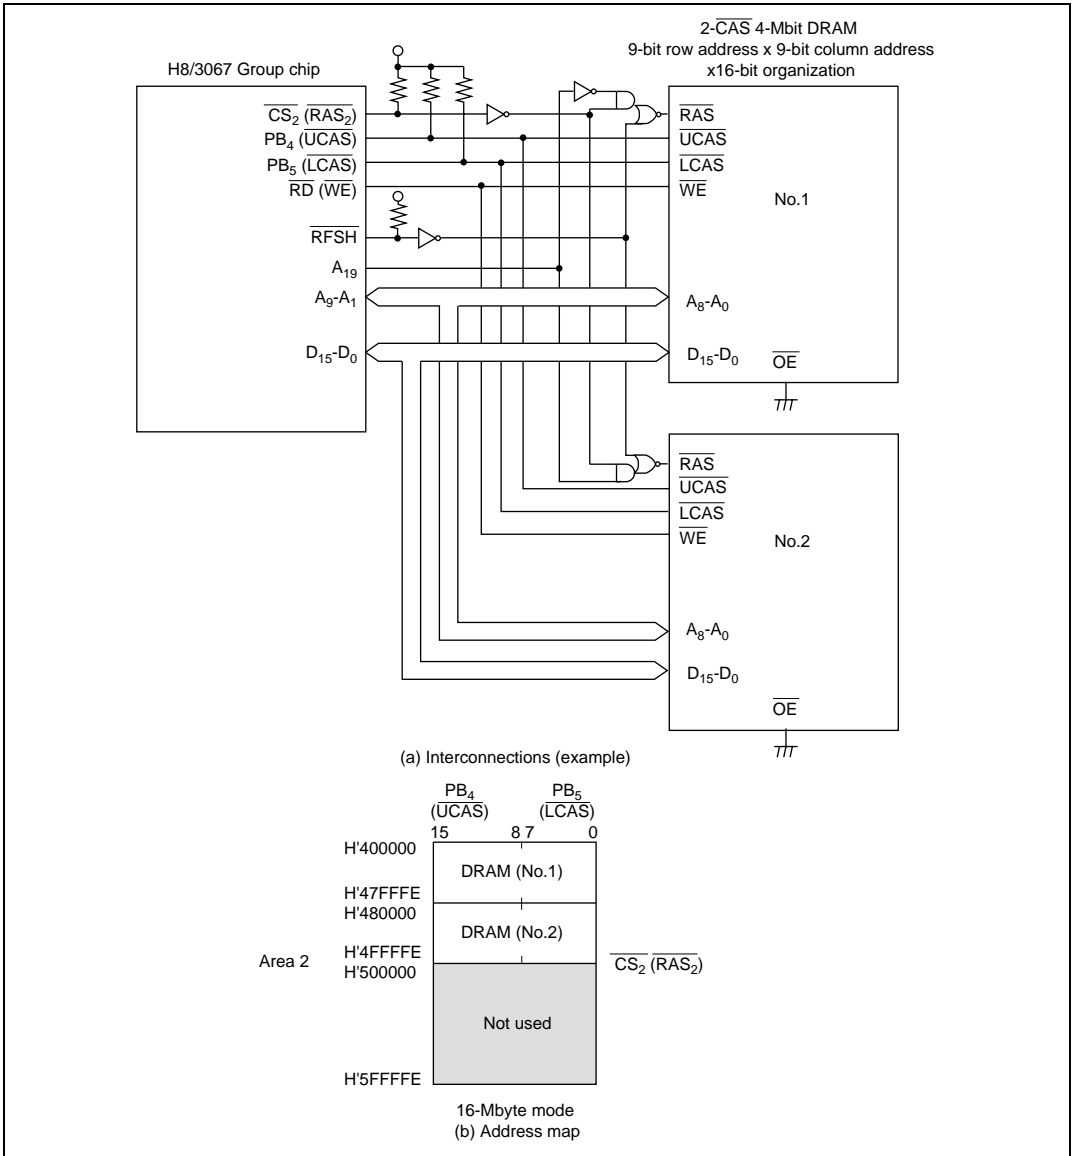 2-CAS 4-Mbit DRAM
9-bit row address x 9-bit column address
x16-bit organization
H8/3067 Group chip
CS2 (RAS2)
PB4 (UCAS)
PB5 (LCAS)
RD (WE)
RFSH
A19
A9-A1
D15-D0
RAS
UCAS
LCAS
WE
No.1
A8-A0
D15-D0
OE
RAS
UCAS
LCAS
WE
No.2
A8-A0
D15-D0
OE
(a) Interconnections (example)
PB4 PB5
(UCAS) (LCAS)
15 8 7 0
H'400000
DRAM (No.1)
H'47FFFE
H'480000
DRAM (No.2)
H'4FFFFE
Area 2
CS2 (RAS2)
H'500000
Not used
H'5FFFFE
16-Mbyte mode
(b) Address map